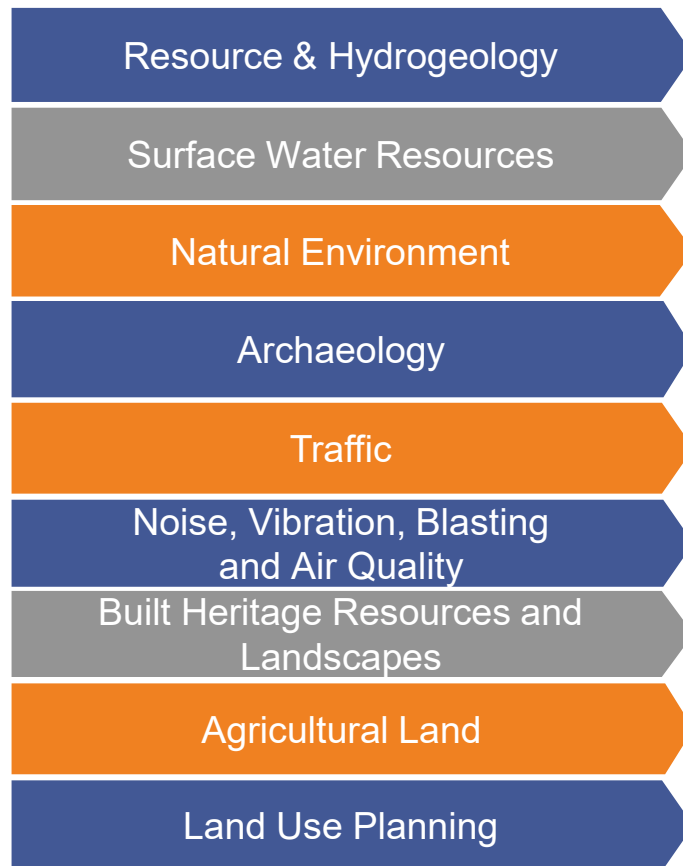 Resource & Hydrogeology
Surface Water Resources
Natural Environment
Archaeology
Traffic
Noise, Vibration, Blasting
and Air Quality
Built Heritage Resources and
Landscapes
Agricultural Land
Land Use Planning